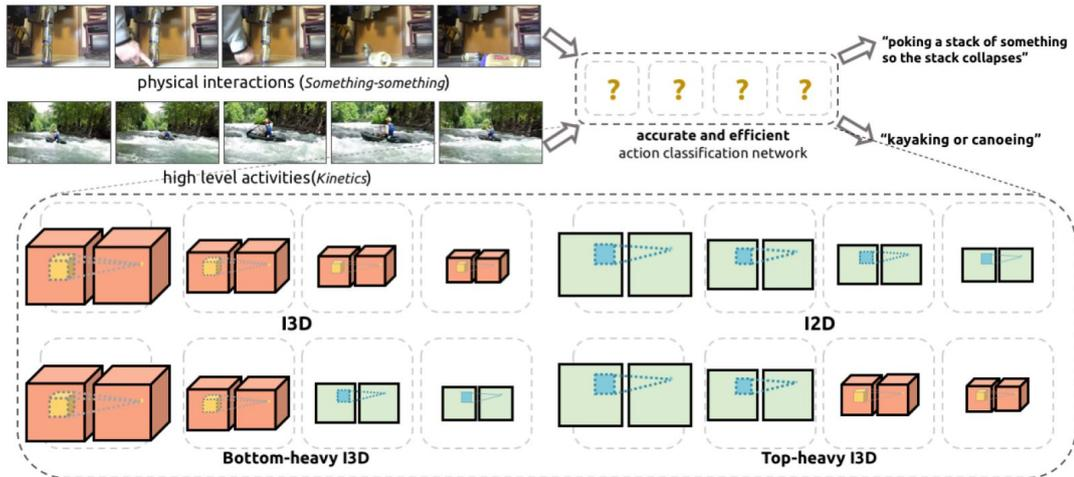 physical interactions (Something-something)
high level activities(Kinetics)
? ? ? ?
accurate and efficient
action classification network
“poking a stack of something
so the stack collapses”
“kayaking or canoeing”
I3D
I2D
Bottom-heavy I3D
Top-heavy I3D